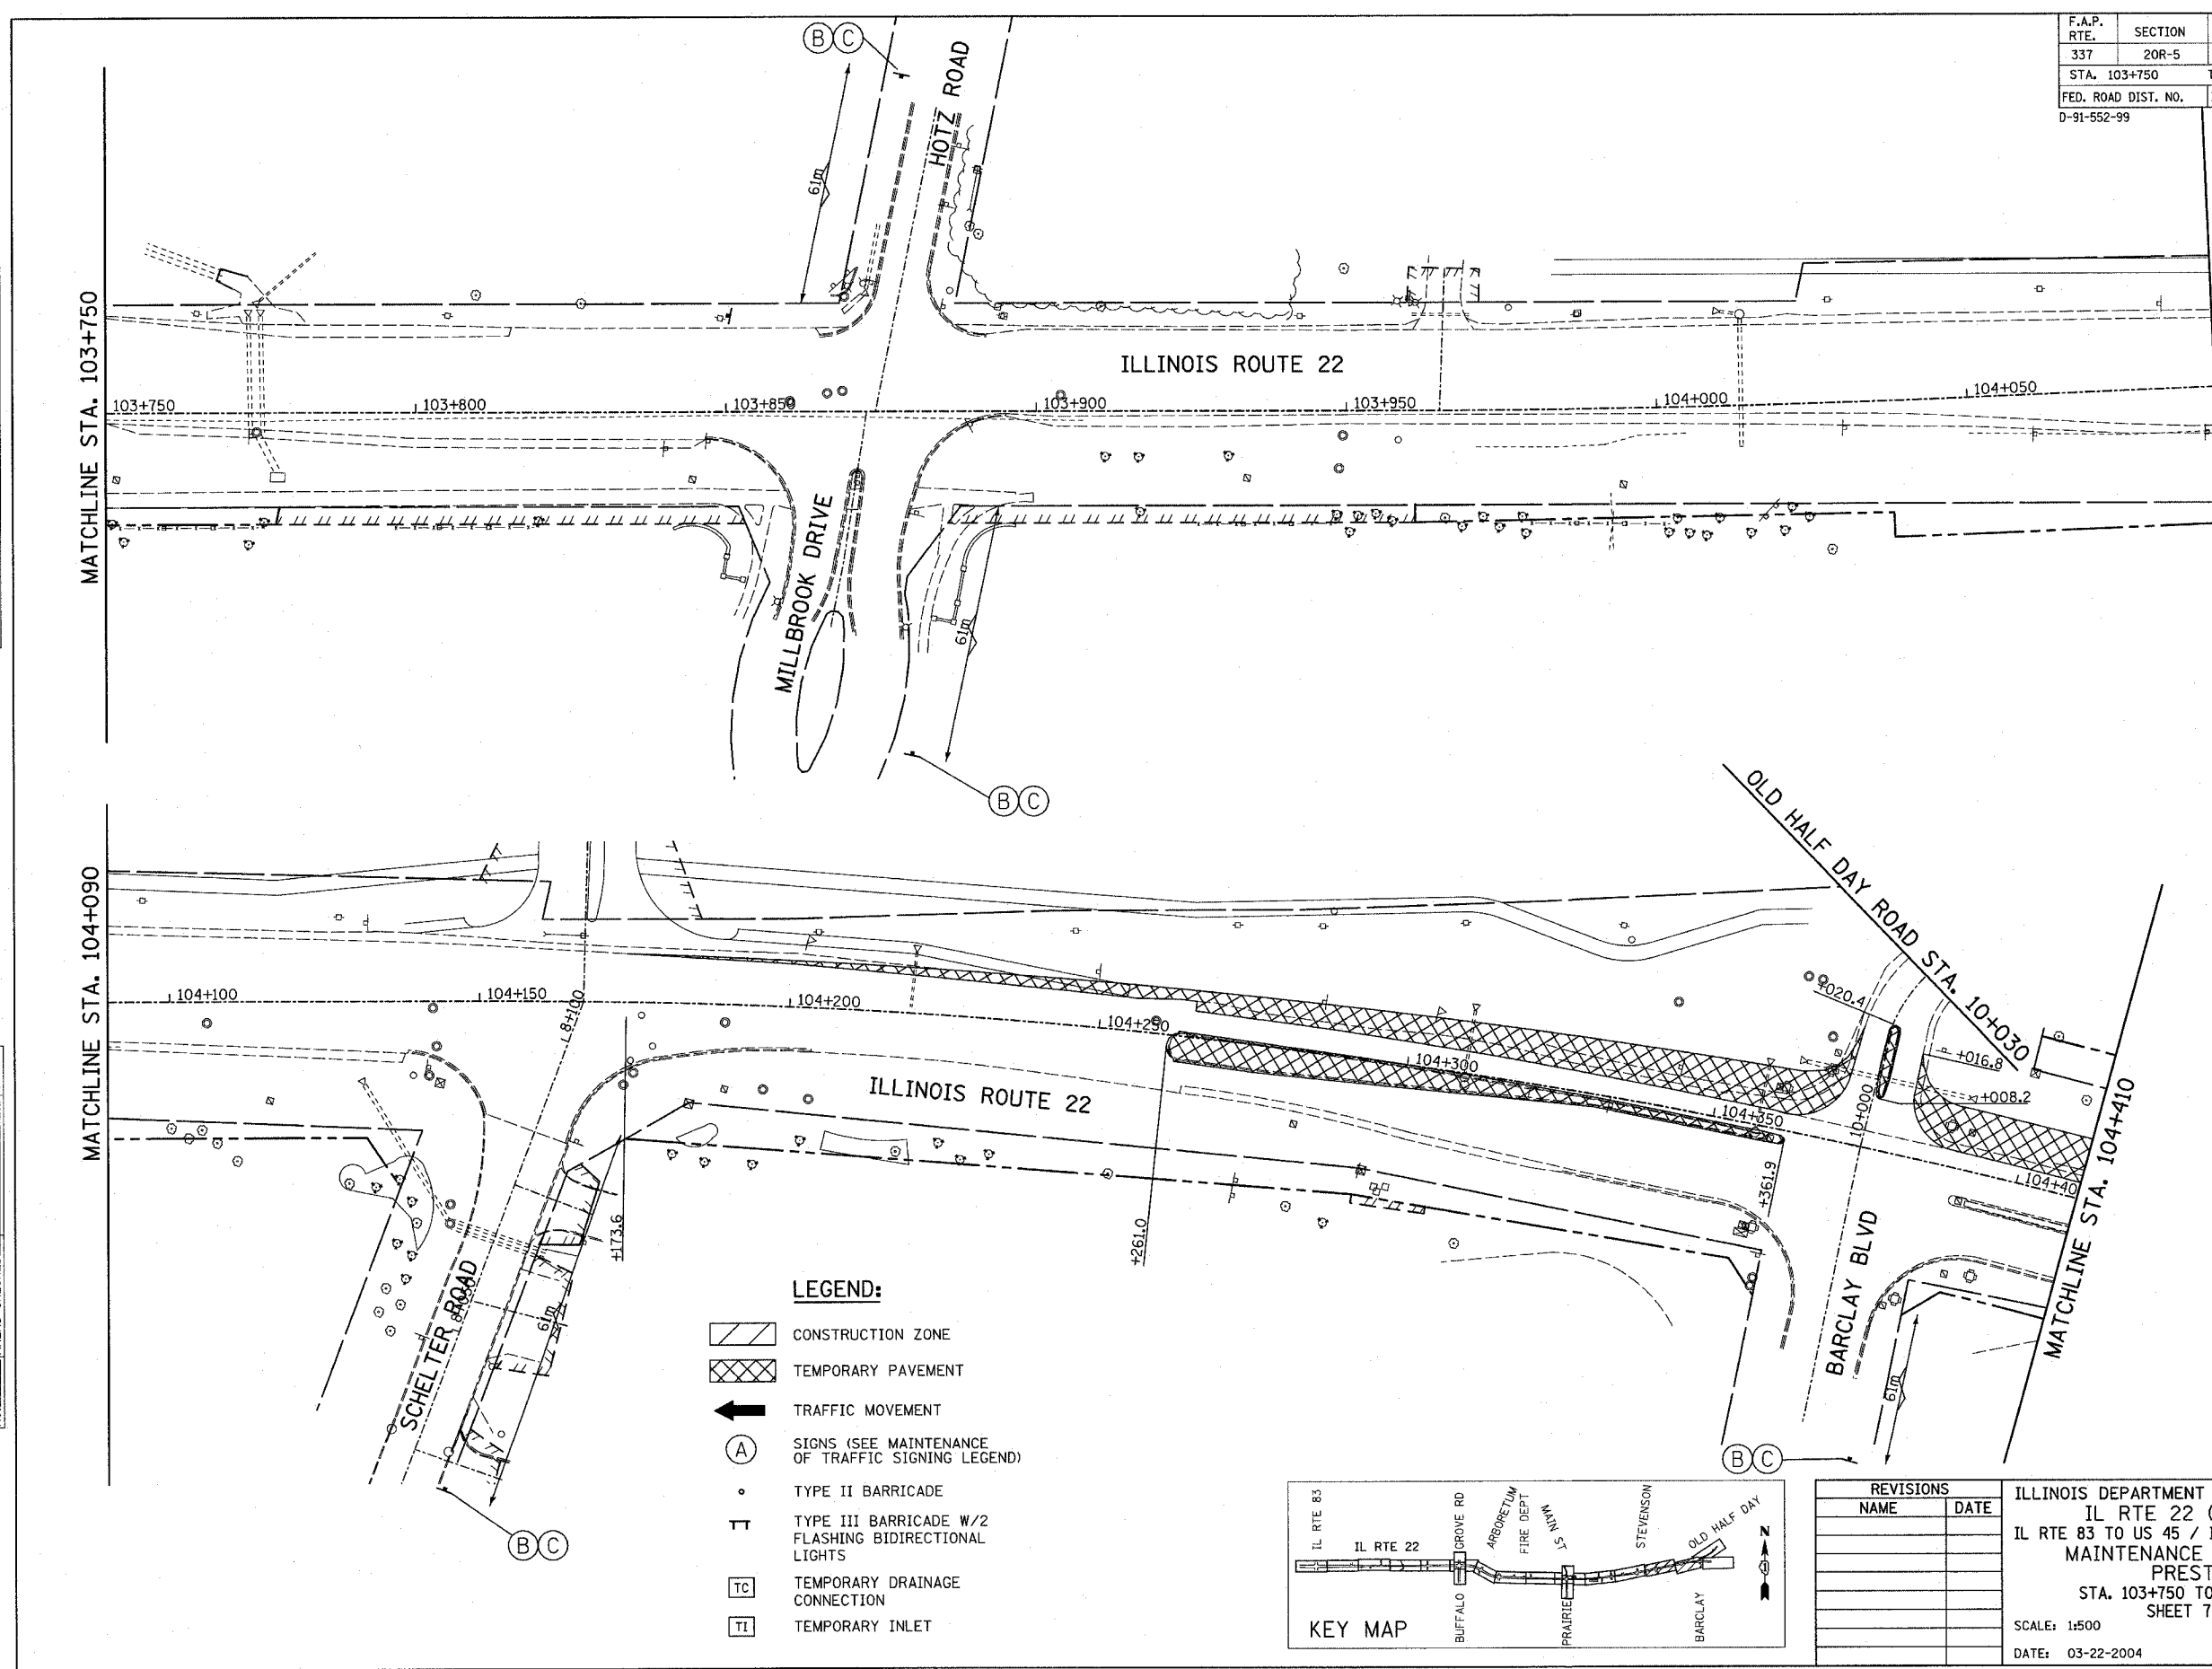 F.A.P. RTE.
SECTION
337
20R-5
STA. 103+750
FED. ROAD DIST. NO.
D-91-552-99
B C
HOTZ ROAD
61m
MATCHLINE STA. 103+750
ILLINOIS ROUTE 22
103+750
103+800
103+850
103+900
103+950
104+000
104+050
MILLBROOK DRIVE
61m
B C
OLD HALF DAY ROAD STA. 10+030
MATCHLINE STA. 104+090
104+100
104+150
8+100
104+200
104+250
104+300
104+350
104+40
+020.4
+016.8
+008.2
10+000
ILLINOIS ROUTE 22
+173.6
+261.0
+361.9
MATCHLINE STA. 104+410
SCHELTER ROAD
61m
BARCLAY BLVD
61m
B C
B C
LEGEND:
CONSTRUCTION ZONE
TEMPORARY PAVEMENT
TRAFFIC MOVEMENT
A
SIGNS (SEE MAINTENANCE
OF TRAFFIC SIGNING LEGEND)
TYPE II BARRICADE
TYPE III BARRICADE W/2
FLASHING BIDIRECTIONAL
LIGHTS
TC
TEMPORARY DRAINAGE
CONNECTION
TI
TEMPORARY INLET
IL RTE 83
IL RTE 22
GROVE RD
BUFFALO
ARBORETUM
FIRE DEPT
MAIN ST
PRAIRIE
STEVENSON
OLD HALF DAY
BARCLAY
N
KEY MAP
REVISIONS
NAME
DATE
ILLINOIS DEPARTMENT
IL RTE 22 (
IL RTE 83 TO US 45 /
MAINTENANCE
PREST
STA. 103+750 TO
SHEET 7
SCALE: 1:500
DATE: 03-22-2004